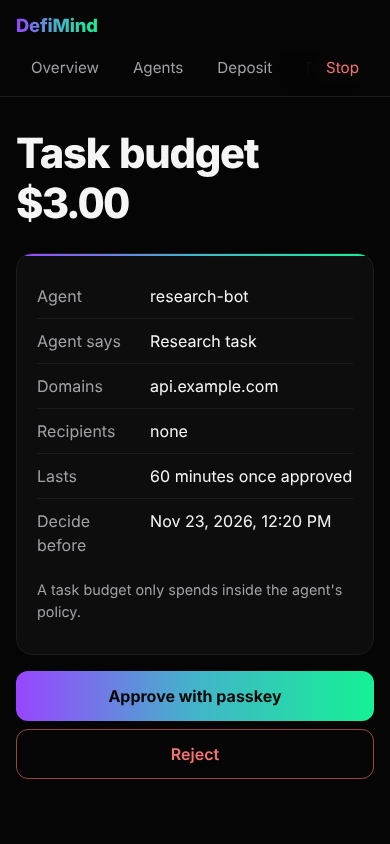 DefiMind
Overview Agents Deposit Stop
Task budget
$3.00
Agent research-bot
Agent says Research task
Domains api.example.com
Recipients none
Lasts 60 minutes once approved
Decide before Nov 23, 2026, 12:20 PM
A task budget only spends inside the agent's
policy.
Approve with passkey
Reject